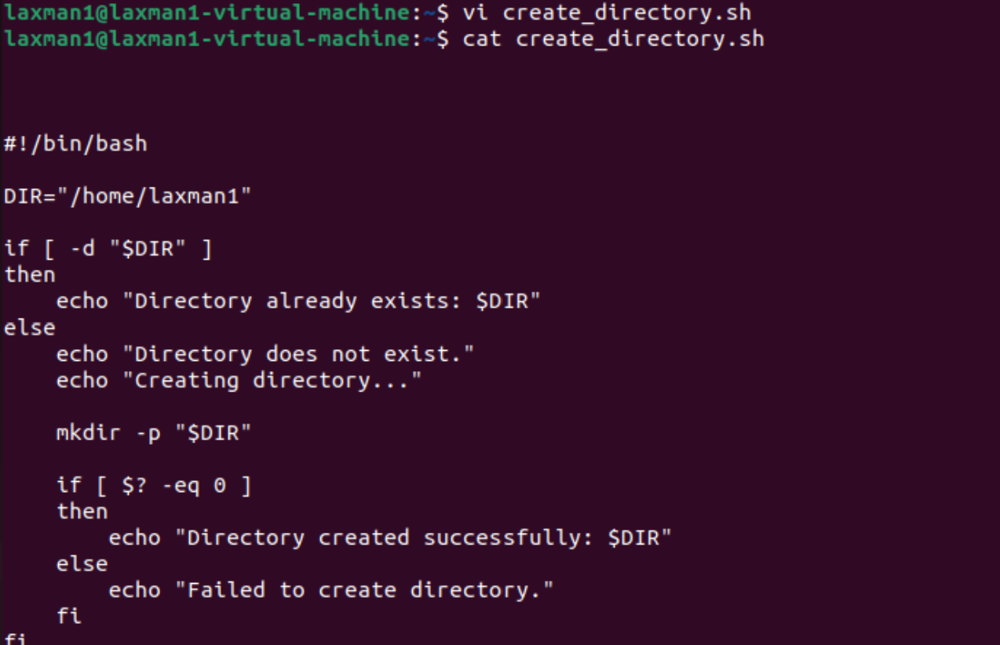 laxman1@laxman1-virtual-machine:~$ vi create_directory.sh
laxman1@laxman1-virtual-machine:~$ cat create_directory.sh
#!/bin/bash
DIR="/home/laxman1"
if [ -d "$DIR" ]
then
    echo "Directory already exists: $DIR"
else
    echo "Directory does not exist."
    echo "Creating directory..."
    mkdir -p "$DIR"
    if [ $? -eq 0 ]
    then
        echo "Directory created successfully: $DIR"
    else
        echo "Failed to create directory."
    fi
fi